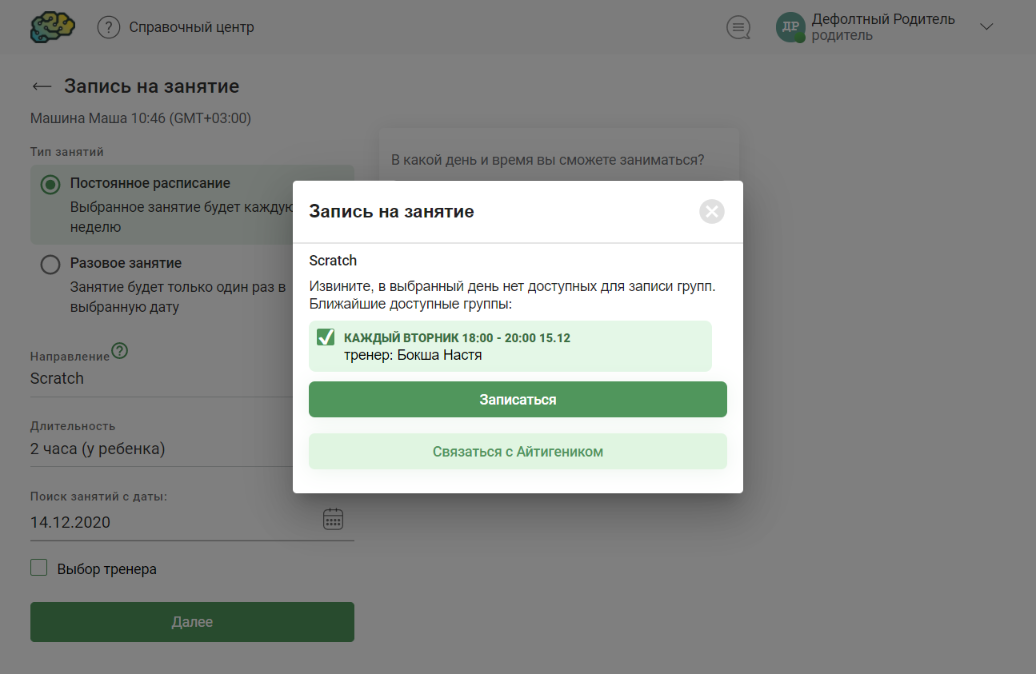 ? Справочный центр
ДР
Дефолтный Родитель
родитель
Запись на занятие
Машина Маша 10:46 (GMT+03:00)
Тип занятий
Постоянное расписание
Выбранное занятие будет каждую
неделю
Разовое занятие
Занятие будет только один раз в
выбранную дату
Направление ?
Scratch
Длительность
2 часа (у ребенка)
Поиск занятий с даты:
14.12.2020
Выбор тренера
Далее
В какой день и время вы сможете заниматься?
Запись на занятие
Scratch
Извините, в выбранный день нет доступных для записи групп.
Ближайшие доступные группы:
КАЖДЫЙ ВТОРНИК 18:00 - 20:00 15.12
тренер: Бокша Настя
Записаться
Связаться с Айтигеником